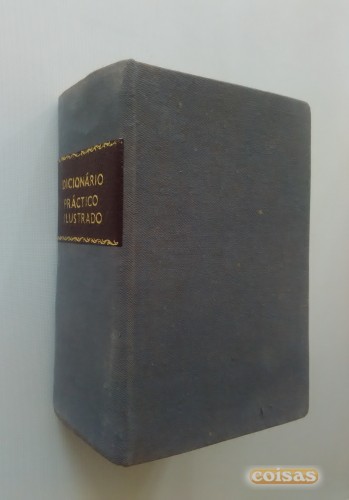 DICIONÁRIO
PRÁCTICO
ILUSTRADO
coisas